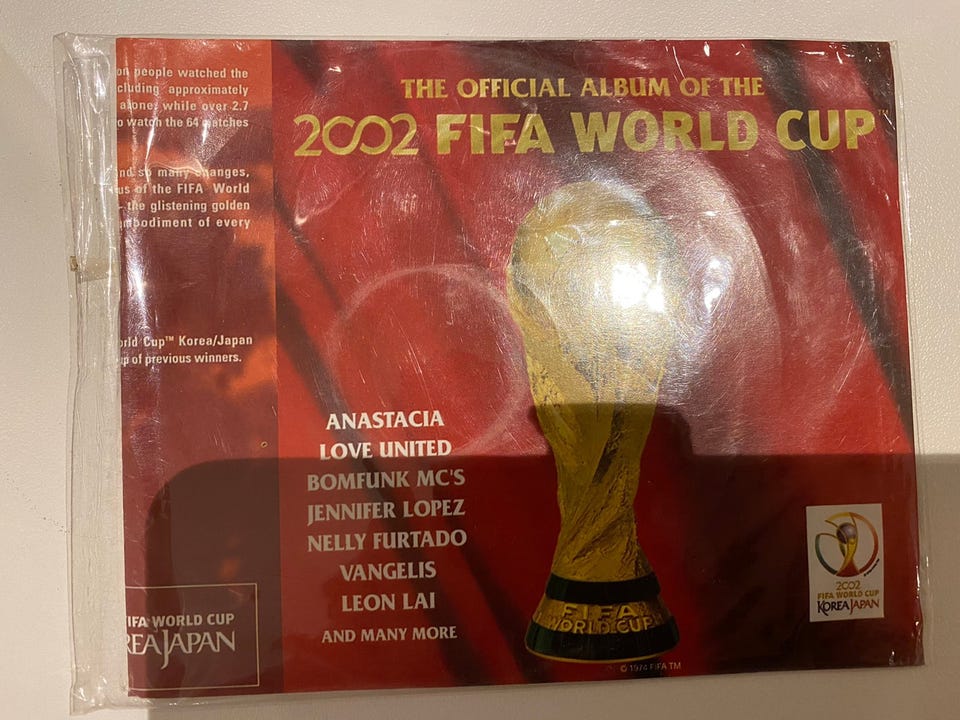 on people watched the
cluding approximately
alone, while over 2.7
o watch the 64 matches
nd so many changes,
us of the FIFA World
- the glistening golden
mbodiment of every
orld Cup™ Korea/Japan
up of previous winners.
FIFA WORLD CUP
REA JAPAN
THE OFFICIAL ALBUM OF THE
2002 FIFA WORLD CUP™
ANASTACIA
LOVE UNITED
BOMFUNK MC'S
JENNIFER LOPEZ
NELLY FURTADO
VANGELIS
LEON LAI
AND MANY MORE
FIFA
WORLD CUP
© 1974 FIFA TM
2002
FIFA WORLD CUP
KOREA JAPAN